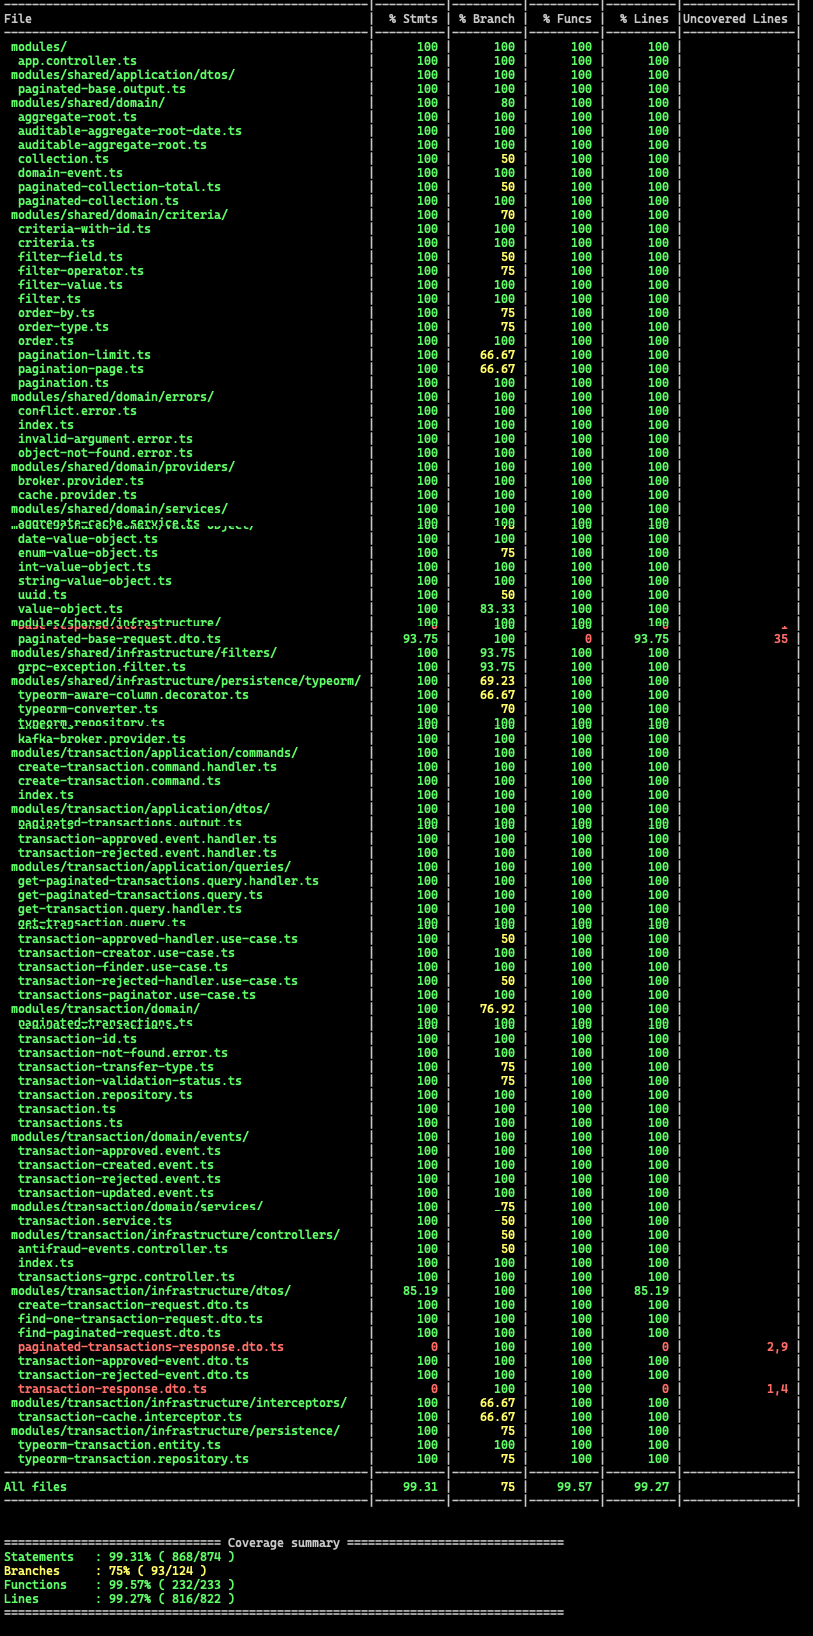 File | % Stmts | % Branch | % Funcs | % Lines |Uncovered Lines |
modules/ | 100 | 100 | 100 | 100 | |
app.controller.ts | 100 | 100 | 100 | 100 | |
modules/shared/application/dtos/ | 100 | 100 | 100 | 100 | |
paginated-base.output.ts | 100 | 100 | 100 | 100 | |
modules/shared/domain/ | 100 | 80 | 100 | 100 | |
aggregate-root.ts | 100 | 100 | 100 | 100 | |
auditable-aggregate-root-date.ts | 100 | 100 | 100 | 100 | |
auditable-aggregate-root.ts | 100 | 100 | 100 | 100 | |
collection.ts | 100 | 50 | 100 | 100 | |
domain-event.ts | 100 | 100 | 100 | 100 | |
paginated-collection-total.ts | 100 | 50 | 100 | 100 | |
paginated-collection.ts | 100 | 100 | 100 | 100 | |
modules/shared/domain/criteria/ | 100 | 70 | 100 | 100 | |
criteria-with-id.ts | 100 | 100 | 100 | 100 | |
criteria.ts | 100 | 100 | 100 | 100 | |
filter-field.ts | 100 | 50 | 100 | 100 | |
filter-operator.ts | 100 | 75 | 100 | 100 | |
filter-value.ts | 100 | 100 | 100 | 100 | |
filter.ts | 100 | 100 | 100 | 100 | |
order-by.ts | 100 | 75 | 100 | 100 | |
order-type.ts | 100 | 75 | 100 | 100 | |
order.ts | 100 | 100 | 100 | 100 | |
pagination-limit.ts | 100 | 66.67 | 100 | 100 | |
pagination-page.ts | 100 | 66.67 | 100 | 100 | |
pagination.ts | 100 | 100 | 100 | 100 | |
modules/shared/domain/errors/ | 100 | 100 | 100 | 100 | |
conflict.error.ts | 100 | 100 | 100 | 100 | |
index.ts | 100 | 100 | 100 | 100 | |
invalid-argument.error.ts | 100 | 100 | 100 | 100 | |
object-not-found.error.ts | 100 | 100 | 100 | 100 | |
modules/shared/domain/providers/ | 100 | 100 | 100 | 100 | |
broker.provider.ts | 100 | 100 | 100 | 100 | |
cache.provider.ts | 100 | 100 | 100 | 100 | |
modules/shared/domain/services/ | 100 | 100 | 100 | 100 | |
aggregate-cache.service.ts | 100 | 100 | 100 | 100 | |
date-value-object.ts | 100 | 100 | 100 | 100 | |
enum-value-object.ts | 100 | 75 | 100 | 100 | |
int-value-object.ts | 100 | 100 | 100 | 100 | |
string-value-object.ts | 100 | 100 | 100 | 100 | |
uuid.ts | 100 | 50 | 100 | 100 | |
value-object.ts | 100 | 83.33 | 100 | 100 | |
modules/shared/infrastructure/ | 100 | 100 | 100 | 100 | |
paginated-base-request.dto.ts | 93.75 | 100 | 0 | 93.75 | 35 |
modules/shared/infrastructure/filters/ | 100 | 93.75 | 100 | 100 | |
grpc-exception.filter.ts | 100 | 93.75 | 100 | 100 | |
modules/shared/infrastructure/persistence/typeorm/ | 100 | 69.23 | 100 | 100 | |
typeorm-aware-column.decorator.ts | 100 | 66.67 | 100 | 100 | |
typeorm-converter.ts | 100 | 70 | 100 | 100 | |
typeorm.repository.ts | 100 | 100 | 100 | 100 | |
kafka-broker.provider.ts | 100 | 100 | 100 | 100 | |
modules/transaction/application/commands/ | 100 | 100 | 100 | 100 | |
create-transaction.command.handler.ts | 100 | 100 | 100 | 100 | |
create-transaction.command.ts | 100 | 100 | 100 | 100 | |
index.ts | 100 | 100 | 100 | 100 | |
modules/transaction/application/dtos/ | 100 | 100 | 100 | 100 | |
paginated-transactions.output.ts | 100 | 100 | 100 | 100 | |
transaction-approved.event.handler.ts | 100 | 100 | 100 | 100 | |
transaction-rejected.event.handler.ts | 100 | 100 | 100 | 100 | |
modules/transaction/application/queries/ | 100 | 100 | 100 | 100 | |
get-paginated-transactions.query.handler.ts | 100 | 100 | 100 | 100 | |
get-paginated-transactions.query.ts | 100 | 100 | 100 | 100 | |
get-transaction.query.handler.ts | 100 | 100 | 100 | 100 | |
get-transaction.query.ts | 100 | 100 | 100 | 100 | |
transaction-approved-handler.use-case.ts | 100 | 50 | 100 | 100 | |
transaction-creator.use-case.ts | 100 | 100 | 100 | 100 | |
transaction-finder.use-case.ts | 100 | 100 | 100 | 100 | |
transaction-rejected-handler.use-case.ts | 100 | 50 | 100 | 100 | |
transactions-paginator.use-case.ts | 100 | 100 | 100 | 100 | |
modules/transaction/domain/ | 100 | 76.92 | 100 | 100 | |
paginated-transactions.ts | 100 | 100 | 100 | 100 | |
transaction-id.ts | 100 | 100 | 100 | 100 | |
transaction-not-found.error.ts | 100 | 100 | 100 | 100 | |
transaction-transfer-type.ts | 100 | 75 | 100 | 100 | |
transaction-validation-status.ts | 100 | 75 | 100 | 100 | |
transaction.repository.ts | 100 | 100 | 100 | 100 | |
transaction.ts | 100 | 100 | 100 | 100 | |
transactions.ts | 100 | 100 | 100 | 100 | |
modules/transaction/domain/events/ | 100 | 100 | 100 | 100 | |
transaction-approved.event.ts | 100 | 100 | 100 | 100 | |
transaction-created.event.ts | 100 | 100 | 100 | 100 | |
transaction-rejected.event.ts | 100 | 100 | 100 | 100 | |
transaction-updated.event.ts | 100 | 100 | 100 | 100 | |
modules/transaction/domain/services/ | 100 | 75 | 100 | 100 | |
transaction.service.ts | 100 | 50 | 100 | 100 | |
modules/transaction/infrastructure/controllers/ | 100 | 50 | 100 | 100 | |
antifraud-events.controller.ts | 100 | 50 | 100 | 100 | |
index.ts | 100 | 100 | 100 | 100 | |
transactions-grpc.controller.ts | 100 | 100 | 100 | 100 | |
modules/transaction/infrastructure/dtos/ | 85.19 | 100 | 100 | 85.19 | |
create-transaction-request.dto.ts | 100 | 100 | 100 | 100 | |
find-one-transaction-request.dto.ts | 100 | 100 | 100 | 100 | |
find-paginated-request.dto.ts | 100 | 100 | 100 | 100 | |
paginated-transactions-response.dto.ts | 0 | 100 | 100 | 0 | 2,9 |
transaction-approved-event.dto.ts | 100 | 100 | 100 | 100 | |
transaction-rejected-event.dto.ts | 100 | 100 | 100 | 100 | |
transaction-response.dto.ts | 0 | 100 | 100 | 0 | 1,4 |
modules/transaction/infrastructure/interceptors/ | 100 | 66.67 | 100 | 100 | |
transaction-cache.interceptor.ts | 100 | 66.67 | 100 | 100 | |
modules/transaction/infrastructure/persistence/ | 100 | 75 | 100 | 100 | |
typeorm-transaction.entity.ts | 100 | 100 | 100 | 100 | |
typeorm-transaction.repository.ts | 100 | 75 | 100 | 100 | |
All files | 99.31 | 75 | 99.57 | 99.27 | |
=============================== Coverage summary ===============================
Statements : 99.31% ( 868/874 )
Branches : 75% ( 93/124 )
Functions : 99.57% ( 232/233 )
Lines : 99.27% ( 816/822 )
================================================================================